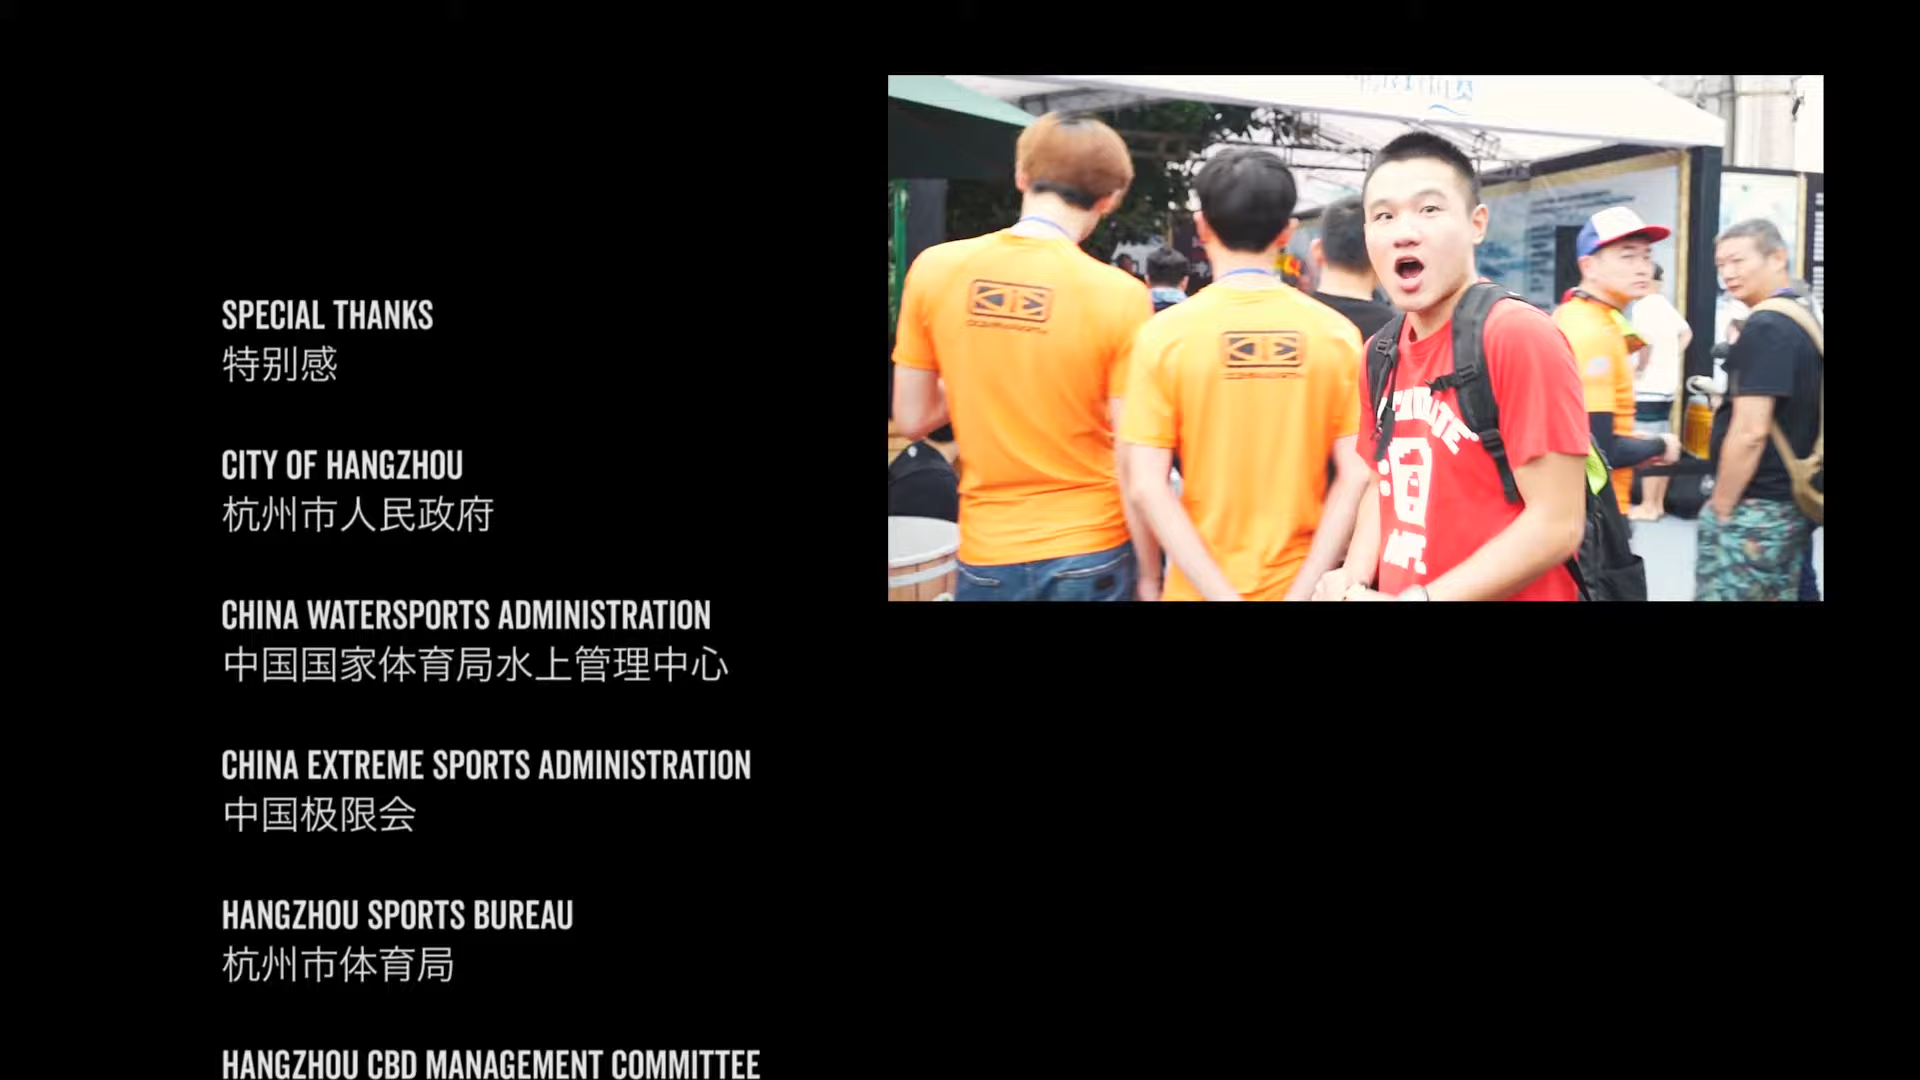 SPECIAL THANKS
特别感
CITY OF HANGZHOU
杭州市人民政府
CHINA WATERSPORTS ADMINISTRATION
中国国家体育局水上管理中心
CHINA EXTREME SPORTS ADMINISTRATION
中国极限会
HANGZHOU SPORTS BUREAU
杭州市体育局
HANGZHOU CBD MANAGEMENT COMMITTEE